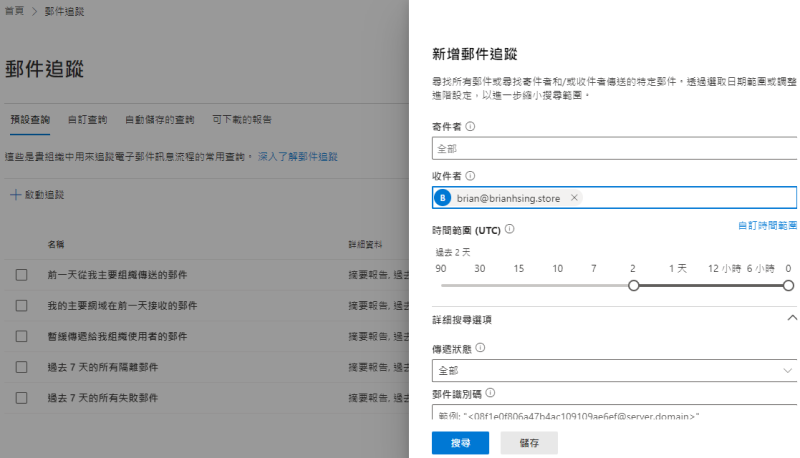 首頁 > 郵件追蹤
郵件追蹤
預設查詢 自訂查詢 自動儲存的查詢 可下載的報告
這些是貴組織中用來追蹤電子郵件訊息流程的常用查詢。 深入了解郵件追蹤
+ 啟動追蹤
名稱 詳細資料
前一天從我主要組織傳送的郵件 摘要報告, 過去
我的主要網域在前一天接收的郵件 摘要報告, 過去
暫緩傳遞給我組織使用者的郵件 摘要報告, 過去
過去 7 天的所有隔離郵件 摘要報告, 過去
過去 7 天的所有失敗郵件 摘要報告, 過去
新增郵件追蹤
尋找所有郵件或尋找寄件者和/或收件者傳送的特定郵件。透過選取日期範圍或調整
進階設定，以進一步縮小搜尋範圍。
寄件者
全部
收件者
B brian@brianhsing.store ×
時間範圍 (UTC) 自訂時間範圍
過去 2 天
90 30 15 10 7 2 1 天 12 小時 6 小時 0
詳細搜尋選項
傳遞狀態
全部
郵件識別碼
範例: "<08f1e0f806a47b4ac109109ae6ef@server.domain>"
搜尋 儲存